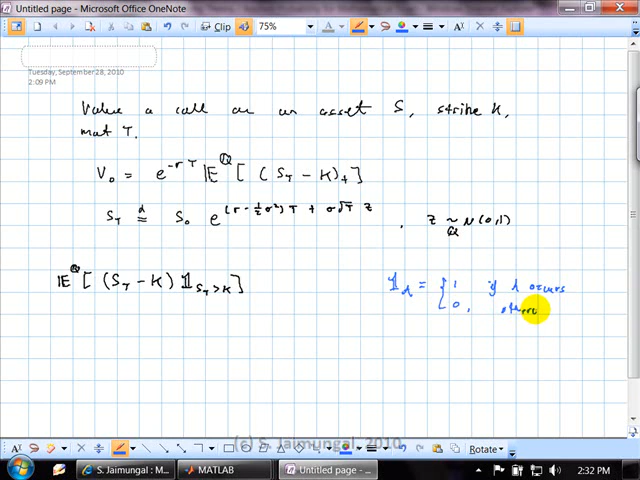 Untitled page - Microsoft Office OneNote
Clip
75%
Tuesday, September 28, 2010
2:09 PM
Value a call on an asset S, strike K,
mat T.
V₀ = e^{-rT} 𝔼^ℚ [ (S_T - K)_+ ]
S_T =^d S₀ e^{(r - ½σ²)T + σ√T Z} , Z ~_ℚ N(0,1)
𝔼^ℚ [ (S_T - K) 𝟙_{S_T > K} ]
𝟙_A = { 1 if A occurs
0,
(c) S. Jaimungal, 2010
Rotate
S. Jaimungal : M...
MATLAB
Untitled page - Mic...
2:32 PM